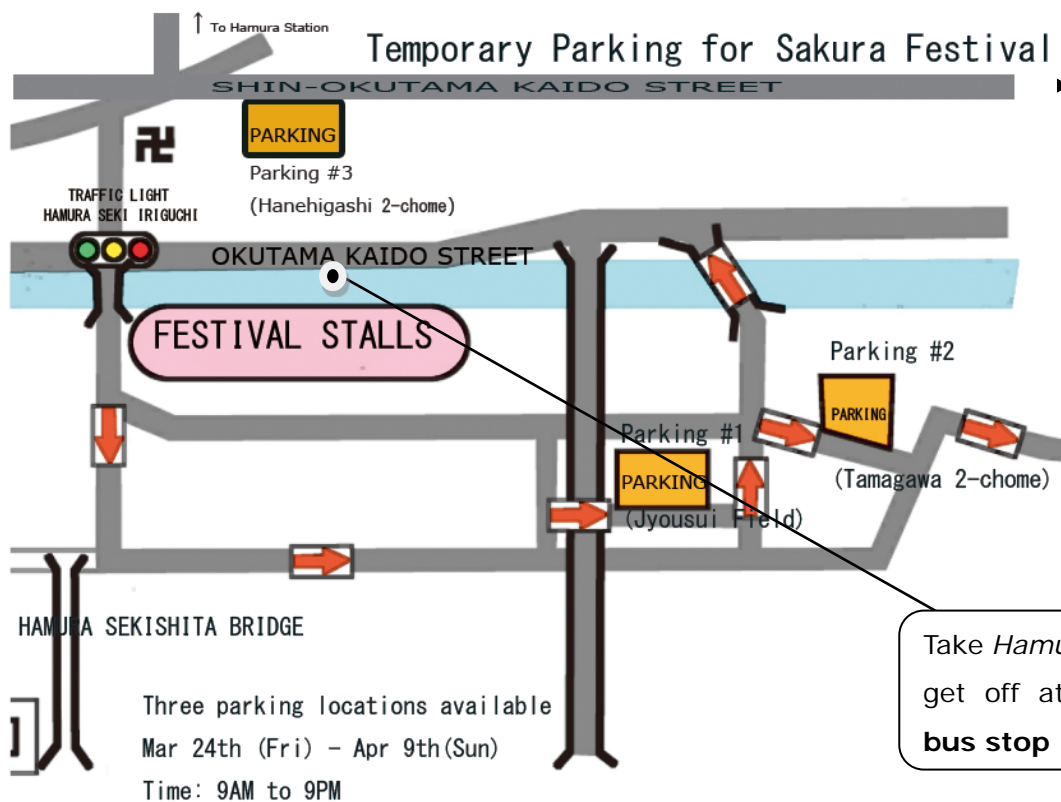 To Hamura Station
Temporary Parking for Sakura Festival
SHIN-OKUTAMA KAIDO STREET
PARKING
Parking #3
(Hanehigashi 2-chome)
卍
TRAFFIC LIGHT
HAMURA SEKI IRIGUCHI
OKUTAMA KAIDO STREET
FESTIVAL STALLS
Parking #2
PARKING
(Tamagawa 2-chome)
Parking #1
PARKING
(Jyousui Field)
HAMURA SEKISHITA BRIDGE
Take Hamu
get off at
bus stop
Three parking locations available
Mar 24th (Fri) - Apr 9th(Sun)
Time: 9AM to 9PM